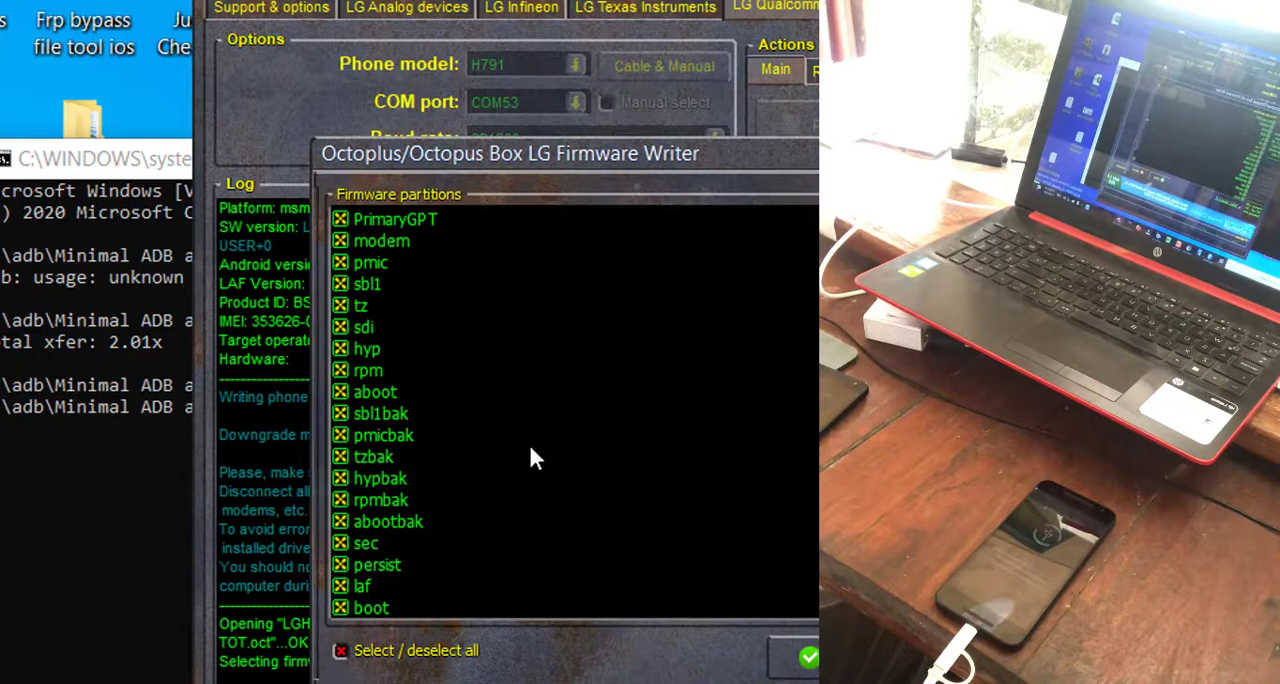 Frp bypass
file tool ios
Ju
Che
C:\WINDOWS\syste
crosoft Windows [V
) 2020 Microsoft C
\adb\Minimal ADB a
b: usage: unknown
\adb\Minimal ADB a
tal xfer: 2.01x
\adb\Minimal ADB a
\adb\Minimal ADB a
Support & options
LG Analog devices
LG Infineon
LG Texas Instruments
LG Qualcomm
Options
Phone model:
H791
Cable & Manual
COM port:
COM53
Manual select
Baud rate:
Actions
Main
Log
Platform: msm
SW version: L
USER+0
Android versi
LAF Version:
Product ID: BS
IMEI: 353626-0
Target operat
Hardware:
Writing phone
Downgrade m
Please, make
Disconnect all
modems, etc.
To avoid error
installed drive
You should no
computer duri
Opening "LGH
TOT.oct"...OK
Selecting firmw
Octoplus/Octopus Box LG Firmware Writer
Firmware partitions
PrimaryGPT
modem
pmic
sbl1
tz
sdi
hyp
rpm
aboot
sbl1bak
pmicbak
tzbak
hypbak
rpmbak
abootbak
sec
persist
laf
boot
Select / deselect all